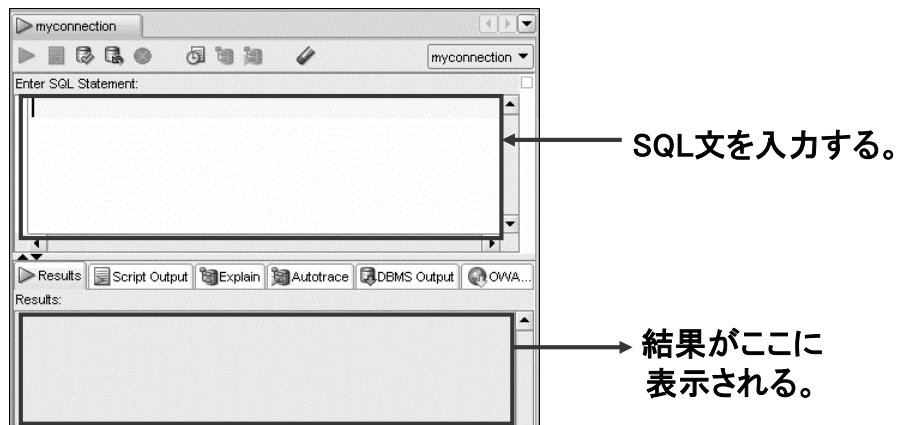 myconnection
myconnection
Enter SQL Statement:
SQL文を入力する。
Results Script Output Explain Autotrace DBMS Output OWA...
Results:
結果がここに
表示される。